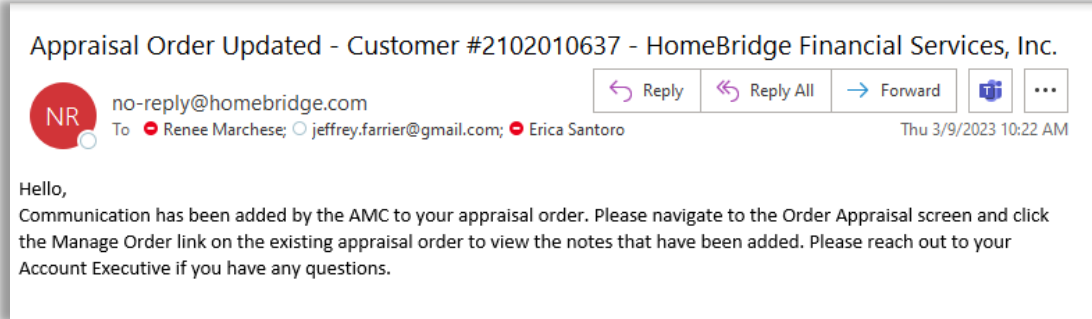 Appraisal Order Updated - Customer #2102010637 - HomeBridge Financial Services, Inc.
NR
no-reply@homebridge.com
Reply
Reply All
Forward
To Renee Marchese; jeffrey.farrier@gmail.com; Erica Santoro
Thu 3/9/2023 10:22 AM
Hello,
Communication has been added by the AMC to your appraisal order. Please navigate to the Order Appraisal screen and click
the Manage Order link on the existing appraisal order to view the notes that have been added. Please reach out to your
Account Executive if you have any questions.